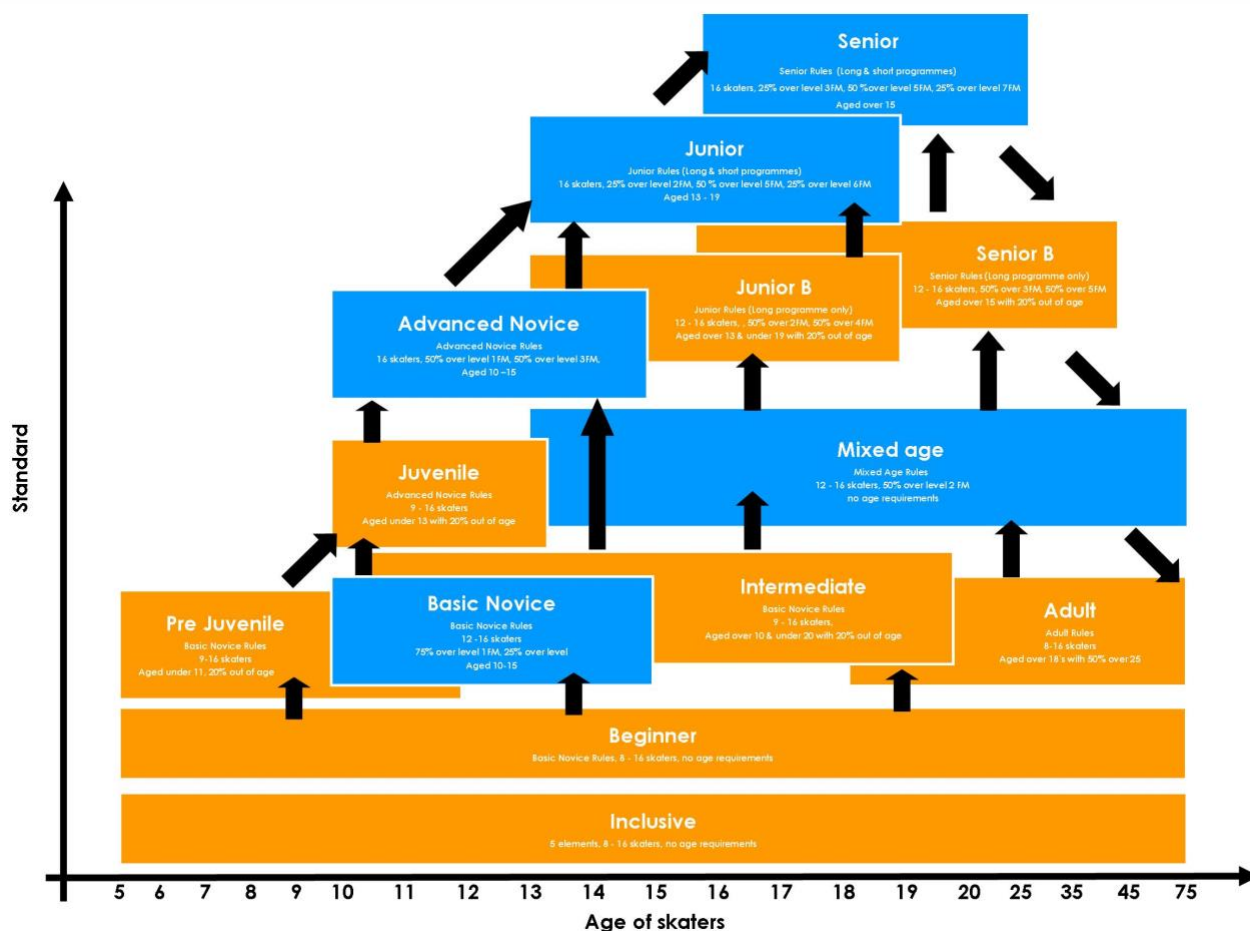 Senior
Senior Rules (Long & short programmes)
16 skaters, 25% over level 3FM, 50 %over level 5FM, 25% over level 7FM
Aged over 15
Junior
Junior Rules (Long & short programmes)
16 skaters, 25% over level 2FM, 50 % over level 5FM, 25% over level 6FM
Aged 13 - 19
Senior B
Senior Rules (Long programme only)
12 - 16 skaters, 50% over 3FM, 50% over 5FM
Aged over 15 with 20% out of age
Junior B
Junior Rules (Long programme only)
12 - 16 skaters, , 50% over 2FM, 50% over 4FM
Aged over 13 & under 19 with 20% out of age
Advanced Novice
Advanced Novice Rules
16 skaters, 50% over level 1FM, 50% over level 3FM,
Aged 10 –15
Mixed age
Mixed Age Rules
12 - 16 skaters, 50% over level 2 FM
no age requirements
Juvenile
Advanced Novice Rules
9 - 16 skaters
Aged under 13 with 20% out of age
Intermediate
Basic Novice Rules
9 - 16 skaters,
Aged over 10 & under 20 with 20% out of age
Basic Novice
Basic Novice Rules
12 -16 skaters
75% over level 1FM, 25% over level
Aged 10-15
Adult
Adult Rules
8-16 skaters
Aged over 18's with 50% over 25
Pre Juvenile
Basic Novice Rules
9-16 skaters
Aged under 11, 20% out of age
Beginner
Basic Novice Rules, 8 - 16 skaters, no age requirements
Inclusive
5 elements, 8 - 16 skaters, no age requirements
Standard
5 6 7 8 9 10 11 12 13 14 15 16 17 18 19 20 25 35 45 75
Age of skaters